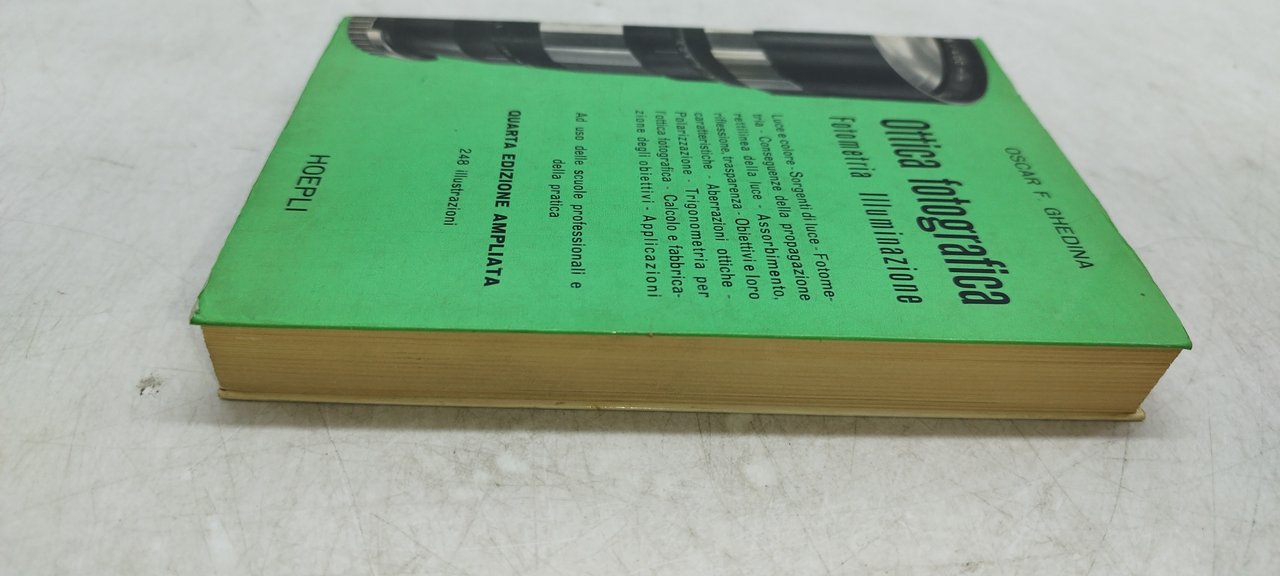 OSCAR F. GHEDINA
Ottica fotografica
Fotometria Illuminazione
Luce e colore - Sorgenti di luce - Fotome-
tria - Conseguenze della propagazione
rettilinea della luce - Assorbimento,
riflessione, trasparenza - Obiettivi e loro
caratteristiche - Aberrazioni ottiche -
Polarizzazione - Trigonometria per
l'ottica fotografica - Calcolo e fabbrica-
zione degli obiettivi - Applicazioni
Ad uso delle scuole professionali e
della pratica
QUARTA EDIZIONE AMPLIATA
246 illustrazioni
HOEPLI